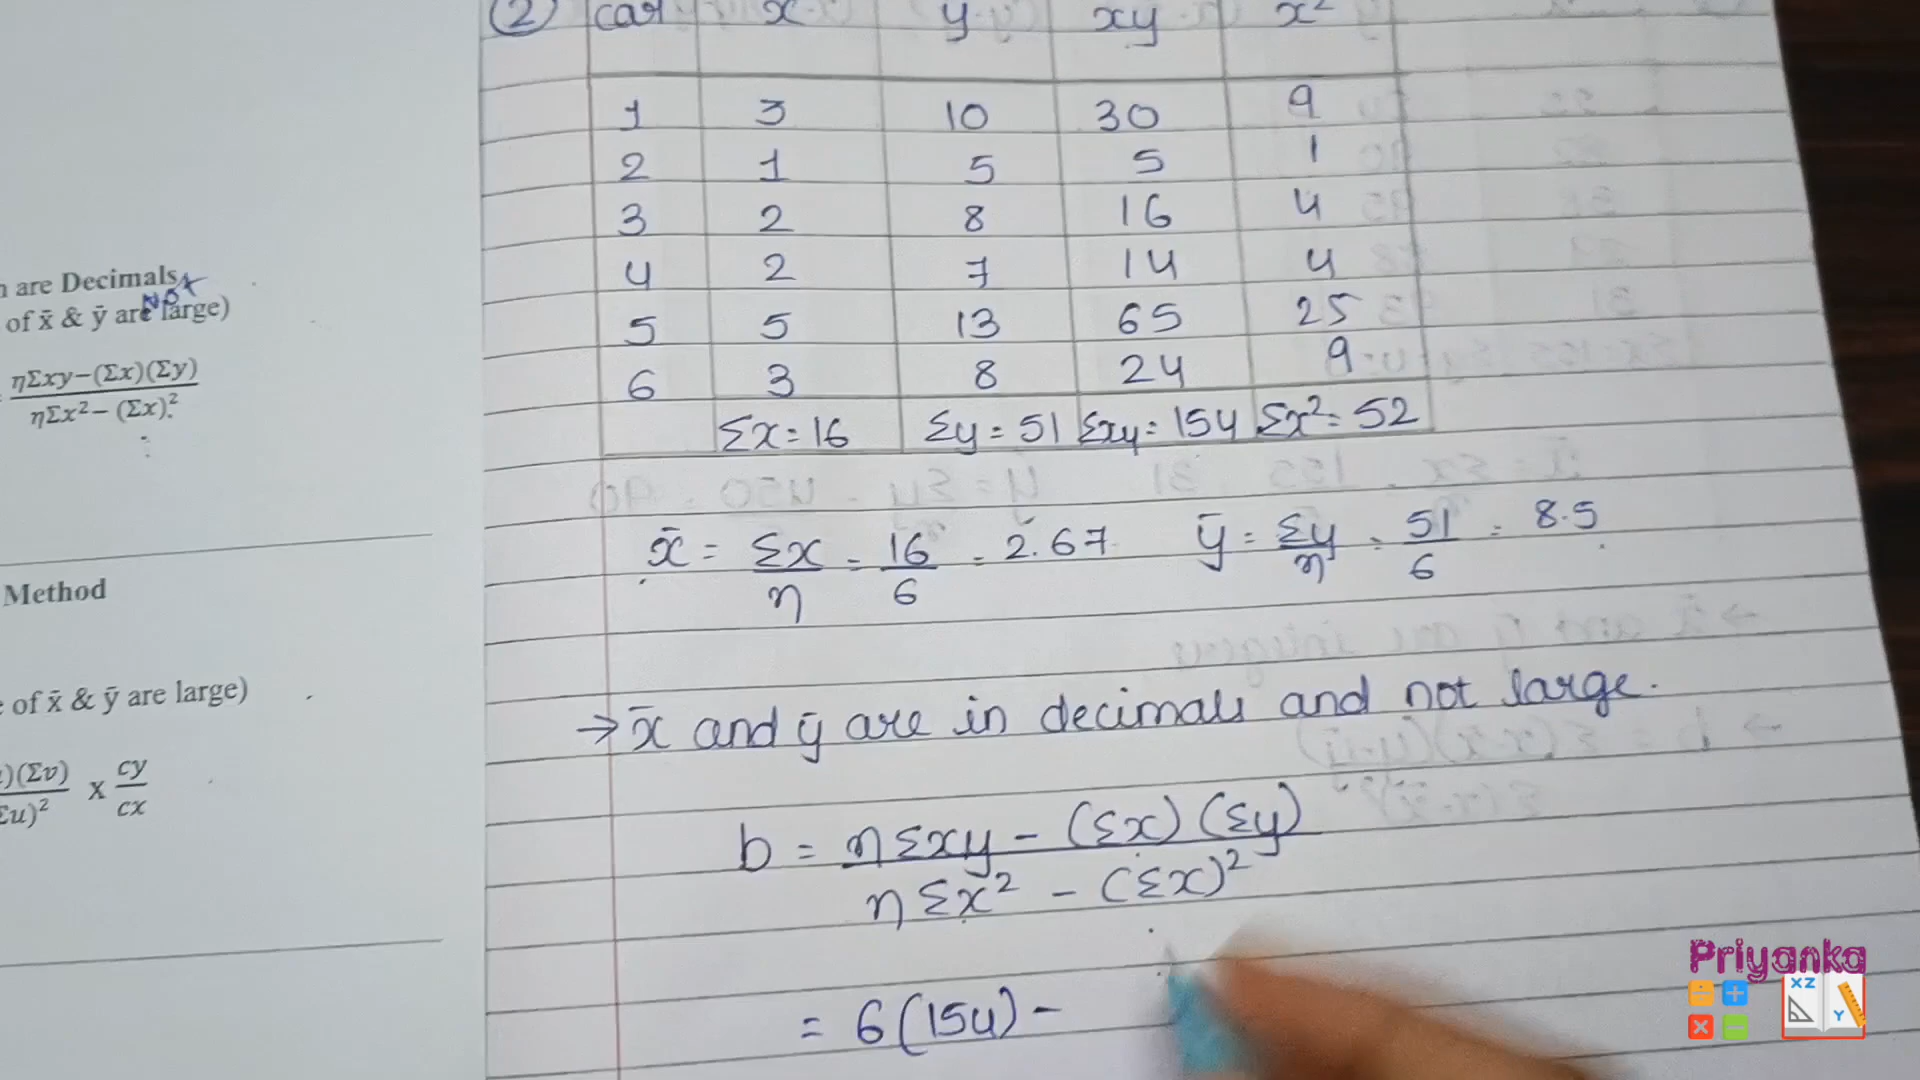 (2) car x y xy x²
1 3 10 30 9
2 1 5 5 1
3 2 8 16 4
4 2 7 14 4
5 5 13 65 25
6 3 8 24 9
Σx = 16 Σy = 51 Σxy = 154 Σx² = 52
x̄ = Σx/n = 16/6 = 2.67 ȳ = Σy/n = 51/6 = 8.5
→ x̄ and ȳ are in decimals and not large.
b = nΣxy - (Σx)(Σy) / nΣx² - (Σx)²
= 6(154) -
are Decimals
of x̄ & ȳ are NOT large)
ηΣxy−(Σx)(Σy) / ηΣx²− (Σx)²
Method
of x̄ & ȳ are large)
)(Σv) / Σu)² x cy/cx
Priyanka
XZ
Y